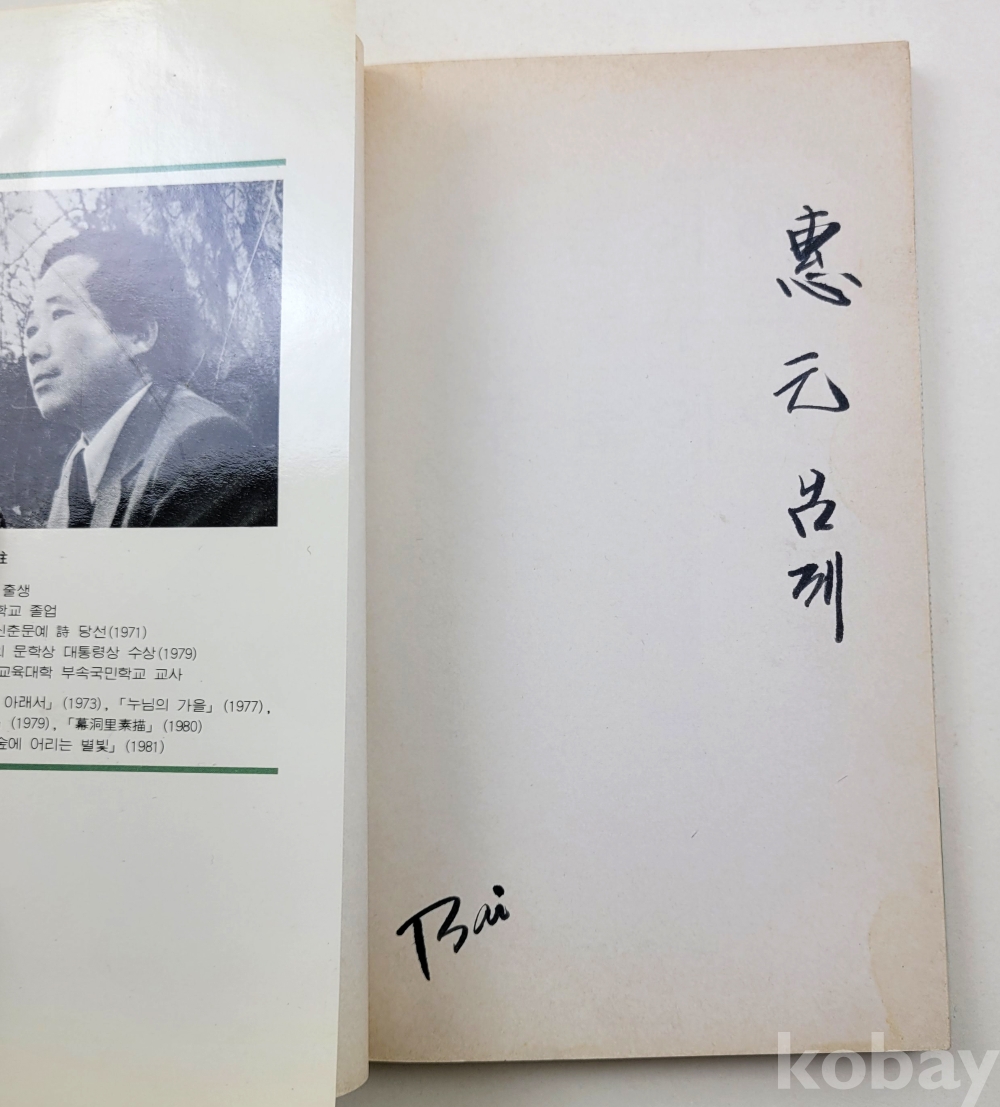 출생
학교 졸업
신춘문예 詩 당선(1971)
문학상 대통령상 수상(1979)
교육대학 부속국민학교 교사
아래서」(1973), 「누님의 가을」(1977),
(1979), 「幕洞里素描」(1980)
숲에 어리는 별빛」(1981)
惠
元
께
Bai
kobay